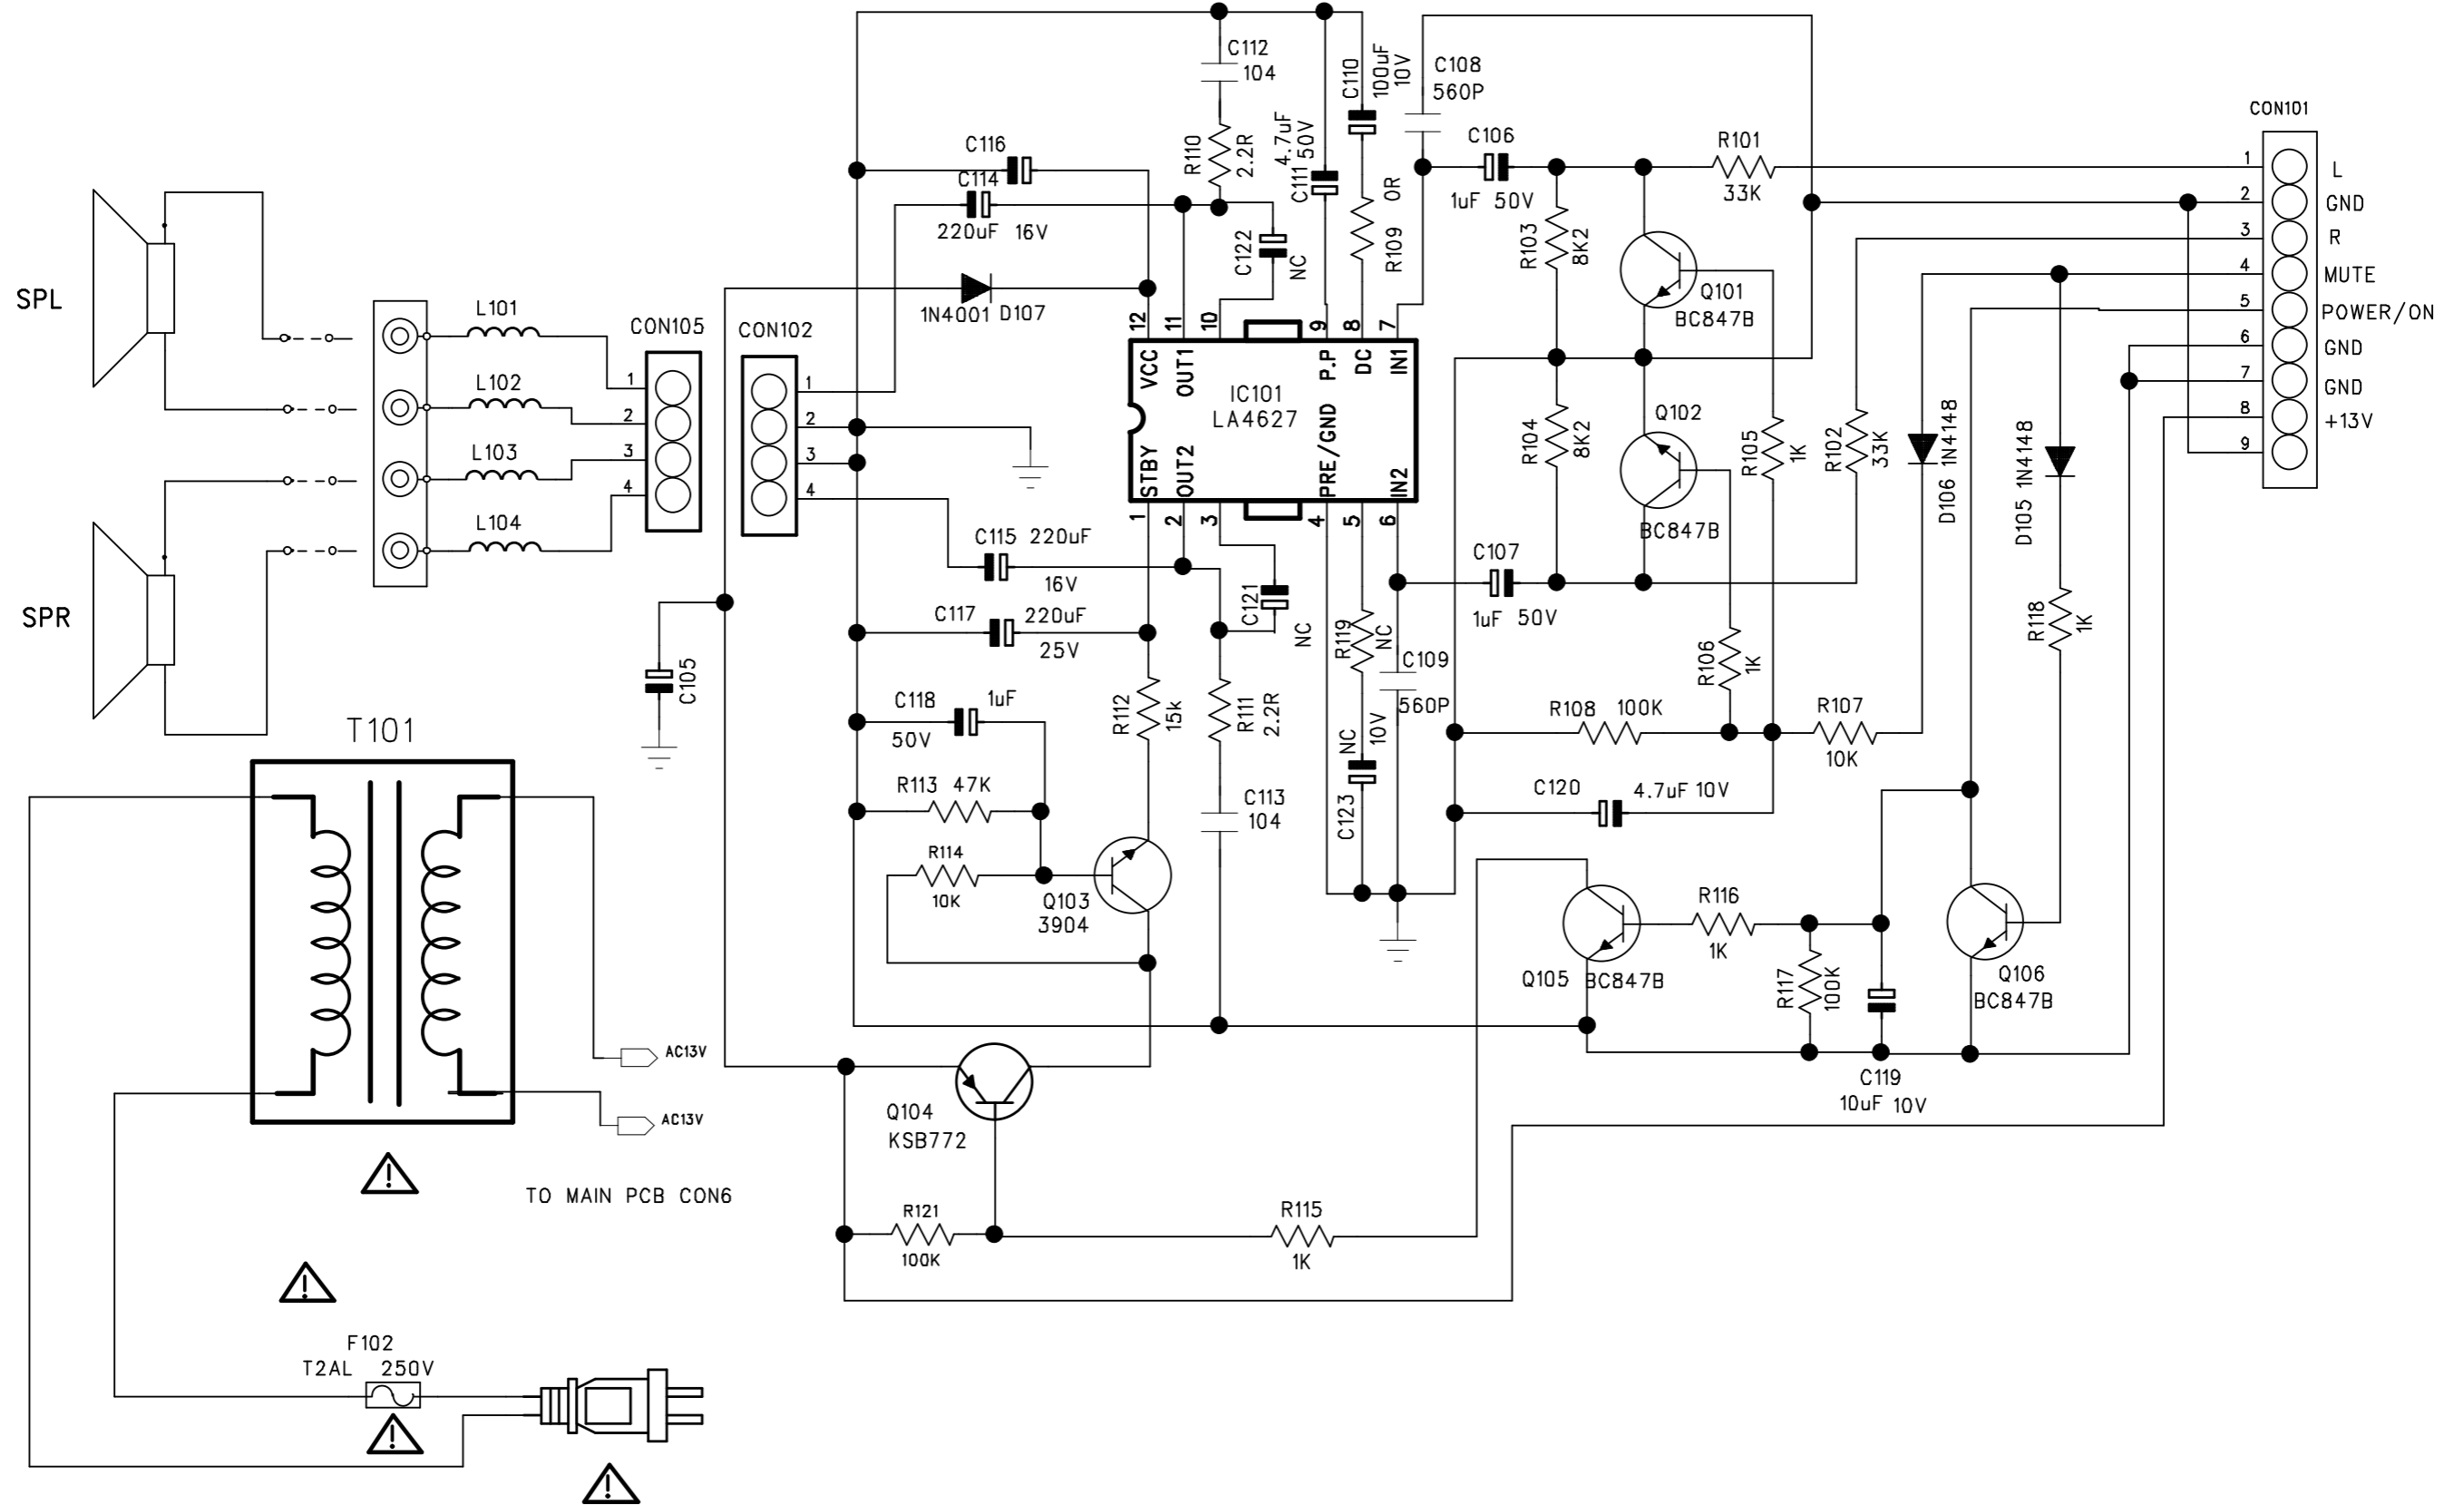 C112
104
C110
100uF
10V
C108
560P
CON101
C116
C114
220uF 16V
R110
2.2R
4.7uF
C111 50V
0R
R109
C106
1uF 50V
R101
33K
1 L
2 GND
3 R
4 MUTE
5 POWER/ON
6 GND
7 GND
8 +13V
9
C122
NC
R103
8K2
Q101
BC847B
SPL
L101
CON105
CON102
1N4001 D107
12 11 10 9 8 7
VCC OUT1 P.P DC IN1
IC101
LA4627
STBY OUT2 PRE/GND IN2
1 2 3 4 5 6
L102
L103
L104
1
2
3
4
1
2
3
4
R104
8K2
Q102
BC847B
R105
1K
R102
33K
D106 1N4148
D105 1N4148
C115 220uF
16V
C107
1uF 50V
SPR
C117 220uF
25V
C121
NC
R119
NC
C109
560P
R106
1K
R118
1K
C105
C118 1uF
50V
R112
15k
R111
2.2R
NC
10V
C123
R108 100K
R107
10K
T101
R113 47K
C113
104
C120 4.7uF 10V
R114
10K
Q103
3904
R116
1K
Q105 BC847B
R117
100K
Q106
BC847B
AC13V
AC13V
Q104
KSB772
C119
10uF 10V
TO MAIN PCB CON6
R121
100K
R115
1K
F102
T2AL 250V